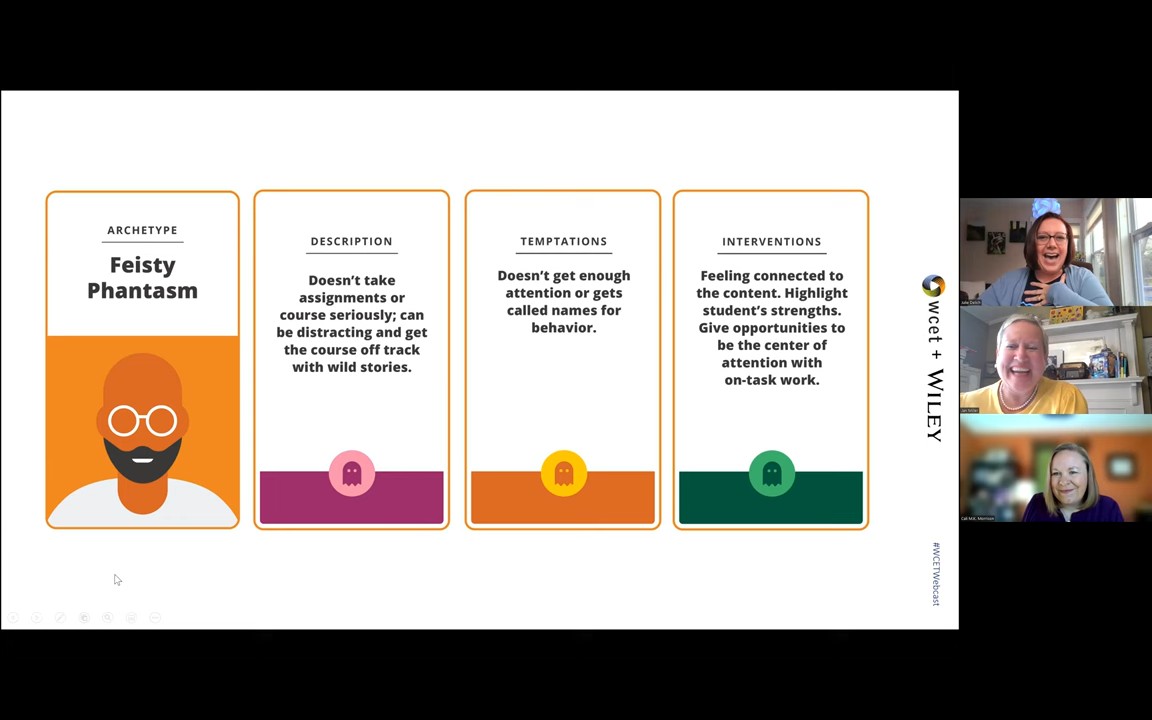 ARCHETYPE
Feisty
Phantasm
DESCRIPTION
Doesn’t take
assignments or
course seriously; can
be distracting and get
the course off track
with wild stories.
TEMPTATIONS
Doesn’t get enough
attention or gets
called names for
behavior.
INTERVENTIONS
Feeling connected to
the content. Highlight
student’s strengths.
Give opportunities to
be the center of
attention with
on-task work.
wcet + WILEY
#WCETWebcast